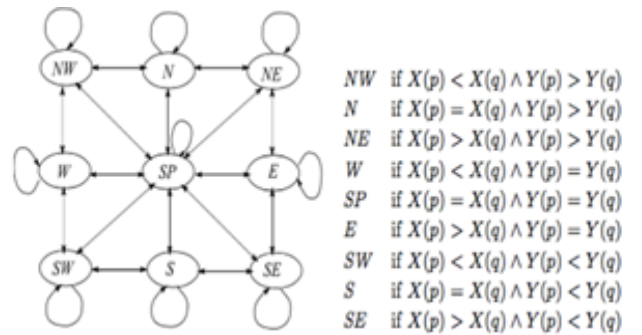 NW N NE
W SP E
SW S SE
NW if X(p) < X(q) ∧ Y(p) > Y(q)
N if X(p) = X(q) ∧ Y(p) > Y(q)
NE if X(p) > X(q) ∧ Y(p) > Y(q)
W if X(p) < X(q) ∧ Y(p) = Y(q)
SP if X(p) = X(q) ∧ Y(p) = Y(q)
E if X(p) > X(q) ∧ Y(p) = Y(q)
SW if X(p) < X(q) ∧ Y(p) < Y(q)
S if X(p) = X(q) ∧ Y(p) < Y(q)
SE if X(p) > X(q) ∧ Y(p) < Y(q)